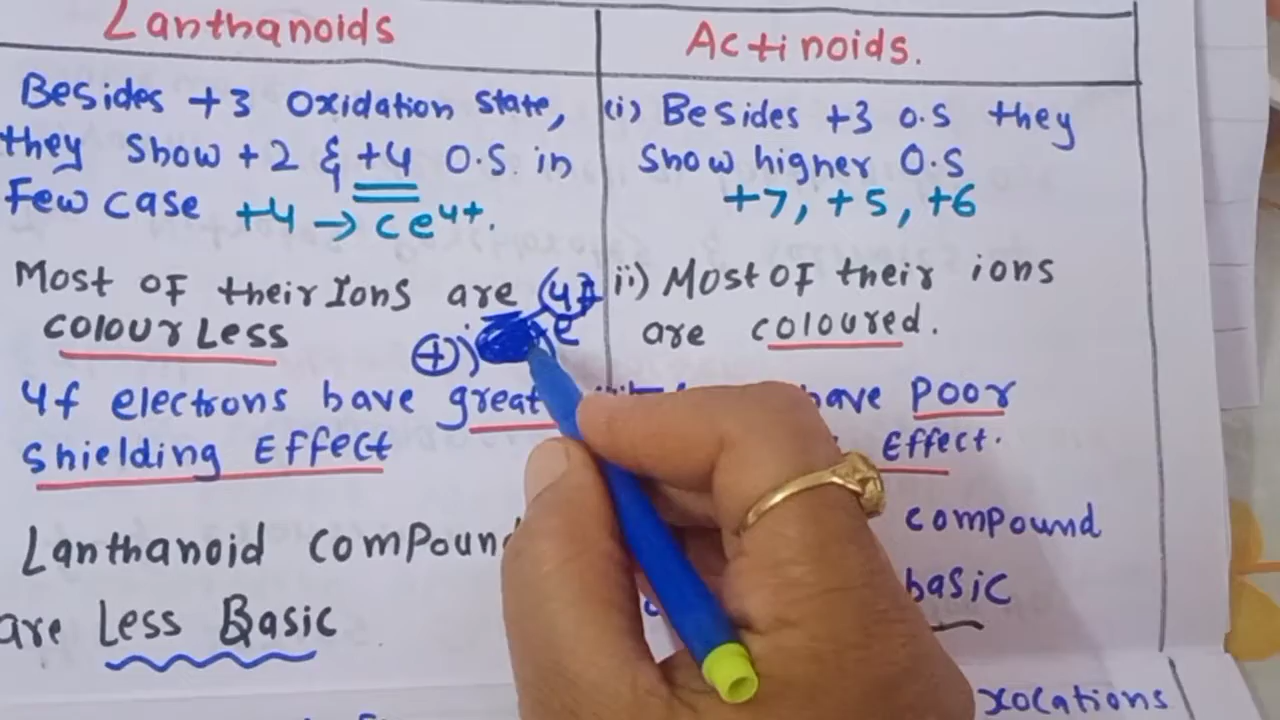 Lanthanoids
Actinoids.
Besides +3 Oxidation state,
they show +2 & +4 O.S. in
Few case +4 → Ce4+.
(i) Besides +3 O.S they
show higher O.S
+7, +5, +6
Most of their Ions are
colourLess
ii) Most of their ions
are coloured.
4f electrons have great
shielding Effect
have Poor
Effect.
Lanthanoid compoun
are Less Basic
compound
basic
xocations